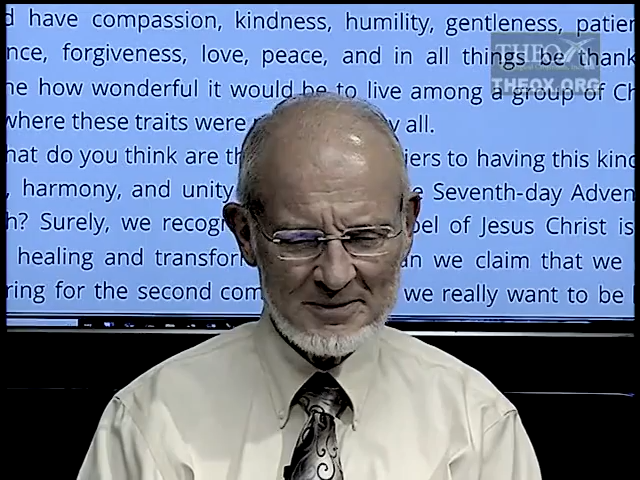 d have compassion, kindness, humility, gentleness, patien
nce, forgiveness, love, peace, and in all things be thank
ne how wonderful it would be to live among a group of Ch
where these traits were y all.
hat do you think are th iers to having this kind
, harmony, and unity e Seventh-day Adven
h? Surely, we recogn pel of Jesus Christ is
healing and transform an we claim that we
ring for the second com we really want to be
THEOX
THEOX.ORG